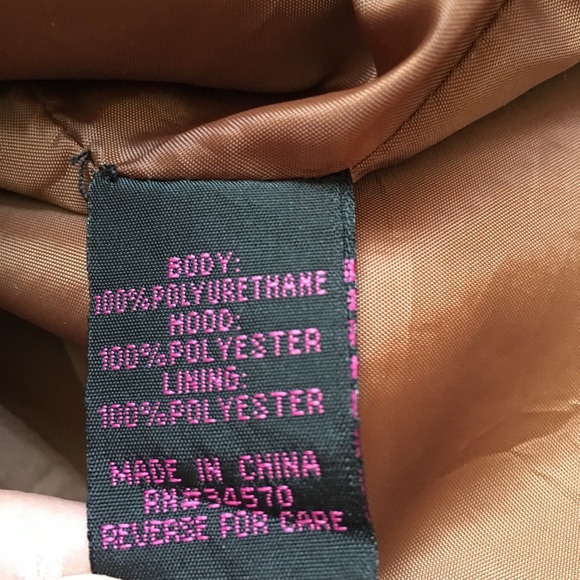 BODY:
100%POLYURETHANE
HOOD:
100%POLYESTER
LINING:
100%POLYESTER
MADE IN CHINA
RN#34570
REVERSE FOR CARE